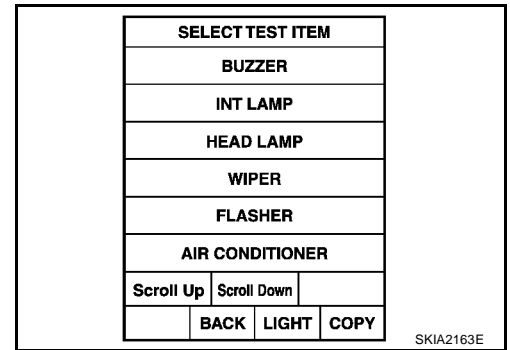 SELECT TEST ITEM
BUZZER
INT LAMP
HEAD LAMP
WIPER
FLASHER
AIR CONDITIONER
Scroll Up Scroll Down
BACK LIGHT COPY
SKIA2163E